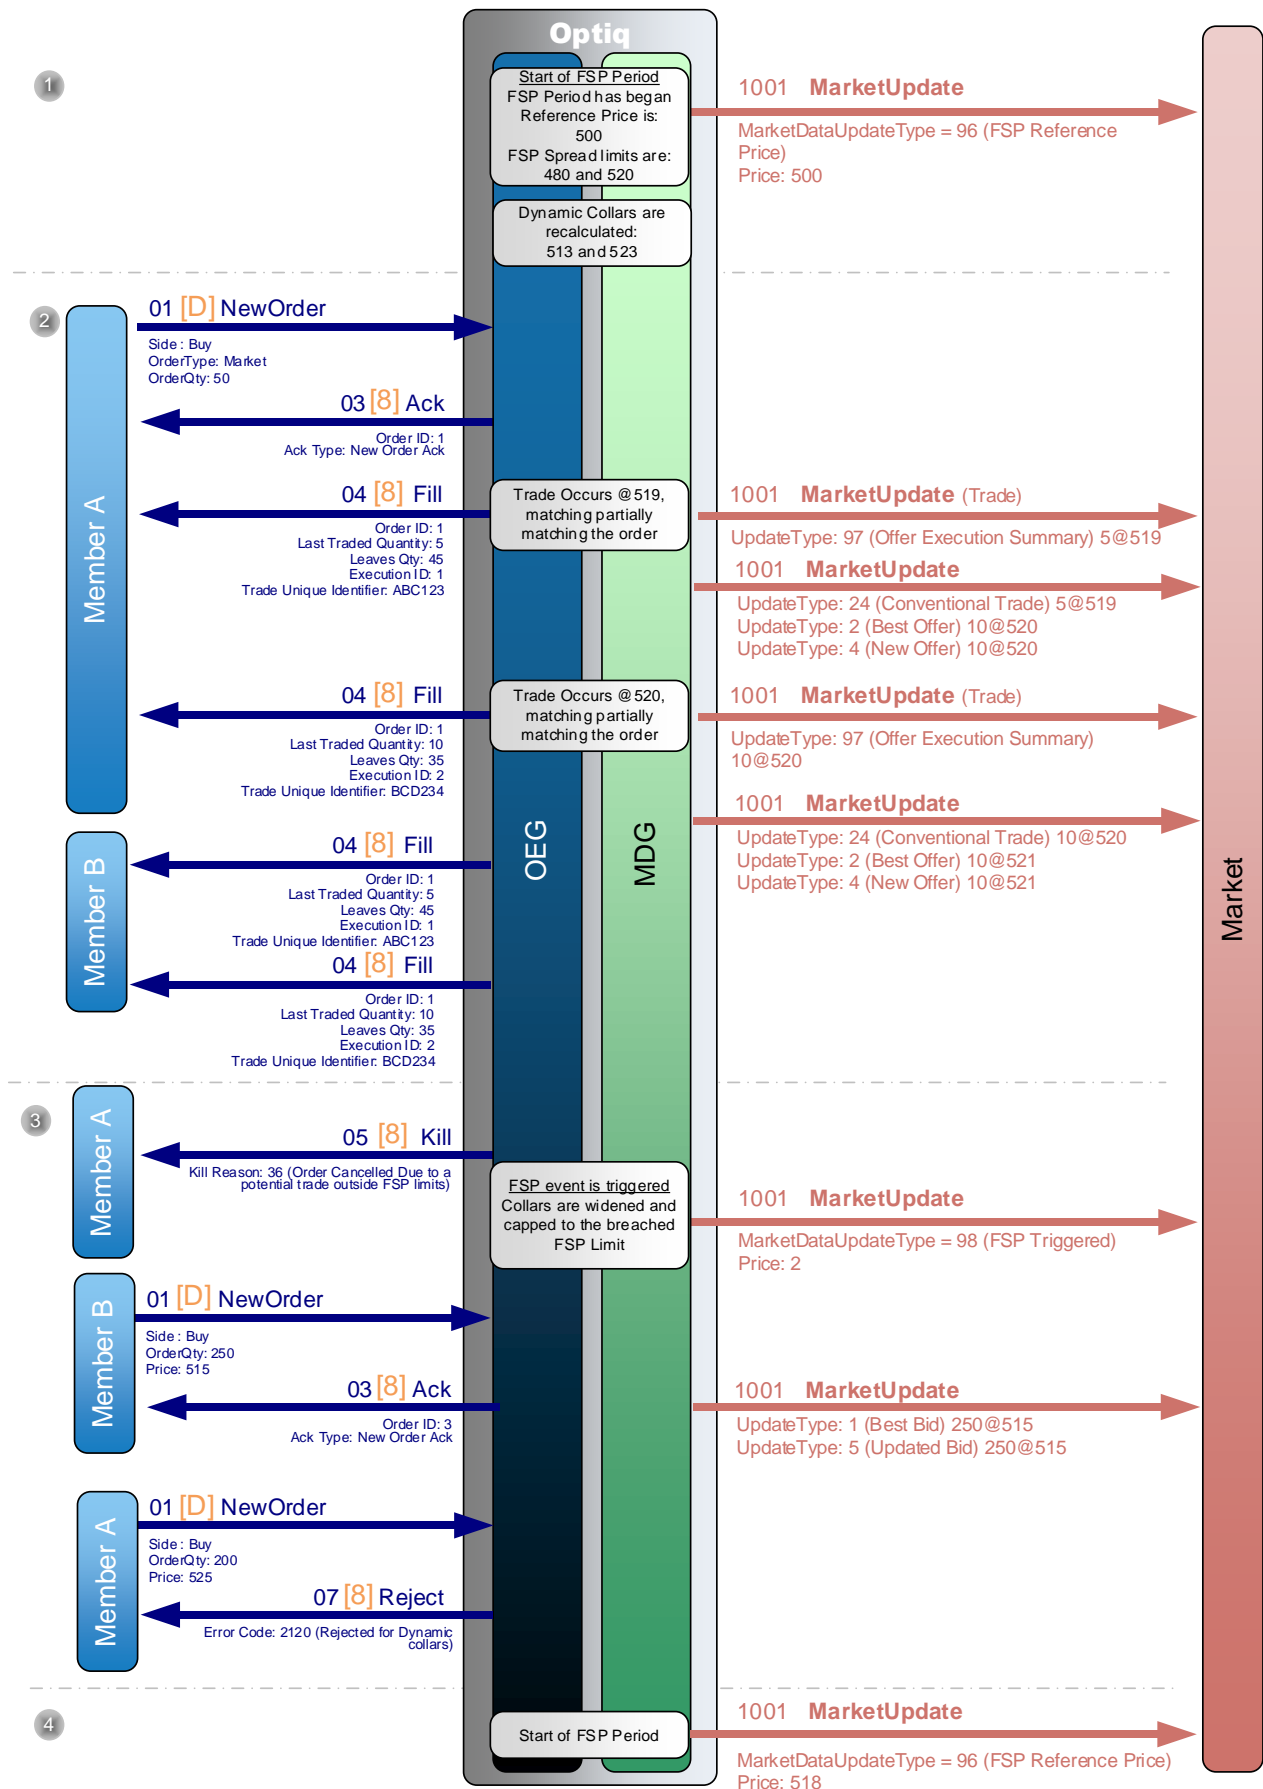 Optiq
1
Start of FSP Period
FSP Period has began
Reference Price is:
500
FSP Spread limits are:
480 and 520
1001 MarketUpdate
MarketDataUpdateType = 96 (FSP Reference
Price)
Price: 500
Dynamic Collars are
recalculated:
513 and 523
2
01 [D] NewOrder
Side : Buy
OrderType: Market
OrderQty: 50
03 [8] Ack
Order ID: 1
Ack Type: New Order Ack
Member A
04 [8] Fill
Order ID: 1
Last Traded Quantity: 5
Leaves Qty: 45
Execution ID: 1
Trade Unique Identifier: ABC123
Trade Occurs @519,
matching partially
matching the order
1001 MarketUpdate (Trade)
UpdateType: 97 (Offer Execution Summary) 5@519
1001 MarketUpdate
UpdateType: 24 (Conventional Trade) 5@519
UpdateType: 2 (Best Offer) 10@520
UpdateType: 4 (New Offer) 10@520
04 [8] Fill
Order ID: 1
Last Traded Quantity: 10
Leaves Qty: 35
Execution ID: 2
Trade Unique Identifier: BCD234
Trade Occurs @520,
matching partially
matching the order
1001 MarketUpdate (Trade)
UpdateType: 97 (Offer Execution Summary)
10@520
1001 MarketUpdate
UpdateType: 24 (Conventional Trade) 10@520
UpdateType: 2 (Best Offer) 10@521
UpdateType: 4 (New Offer) 10@521
OEG
MDG
Market
Member B
04 [8] Fill
Order ID: 1
Last Traded Quantity: 5
Leaves Qty: 45
Execution ID: 1
Trade Unique Identifier: ABC123
04 [8] Fill
Order ID: 1
Last Traded Quantity: 10
Leaves Qty: 35
Execution ID: 2
Trade Unique Identifier: BCD234
3
Member A
05 [8] Kill
Kill Reason: 36 (Order Cancelled Due to a
potential trade outside FSP limits)
FSP event is triggered
Collars are widened and
capped to the breached
FSP Limit
1001 MarketUpdate
MarketDataUpdateType = 98 (FSP Triggered)
Price: 2
Member B
01 [D] NewOrder
Side : Buy
OrderQty: 250
Price: 515
03 [8] Ack
Order ID: 3
Ack Type: New Order Ack
1001 MarketUpdate
UpdateType: 1 (Best Bid) 250@515
UpdateType: 5 (Updated Bid) 250@515
Member A
01 [D] NewOrder
Side : Buy
OrderQty: 200
Price: 525
07 [8] Reject
Error Code: 2120 (Rejected for Dynamic
collars)
4
Start of FSP Period
1001 MarketUpdate
MarketDataUpdateType = 96 (FSP Reference Price)
Price: 518